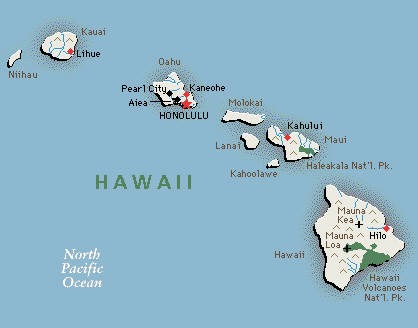 Kauai
Lihue
Niihau
Oahu
Pearl City
Kaneohe
Aiea
HONOLULU
Molokai
Kahului
Lanai
Maui
Haleakala Nat'l. Pk.
Kahoolawe
HAWAII
Mauna
Kea
Hilo
Mauna
Loa
Hawaii
North
Pacific
Ocean
Hawaii
Volcanoes
Nat'l. Pk.